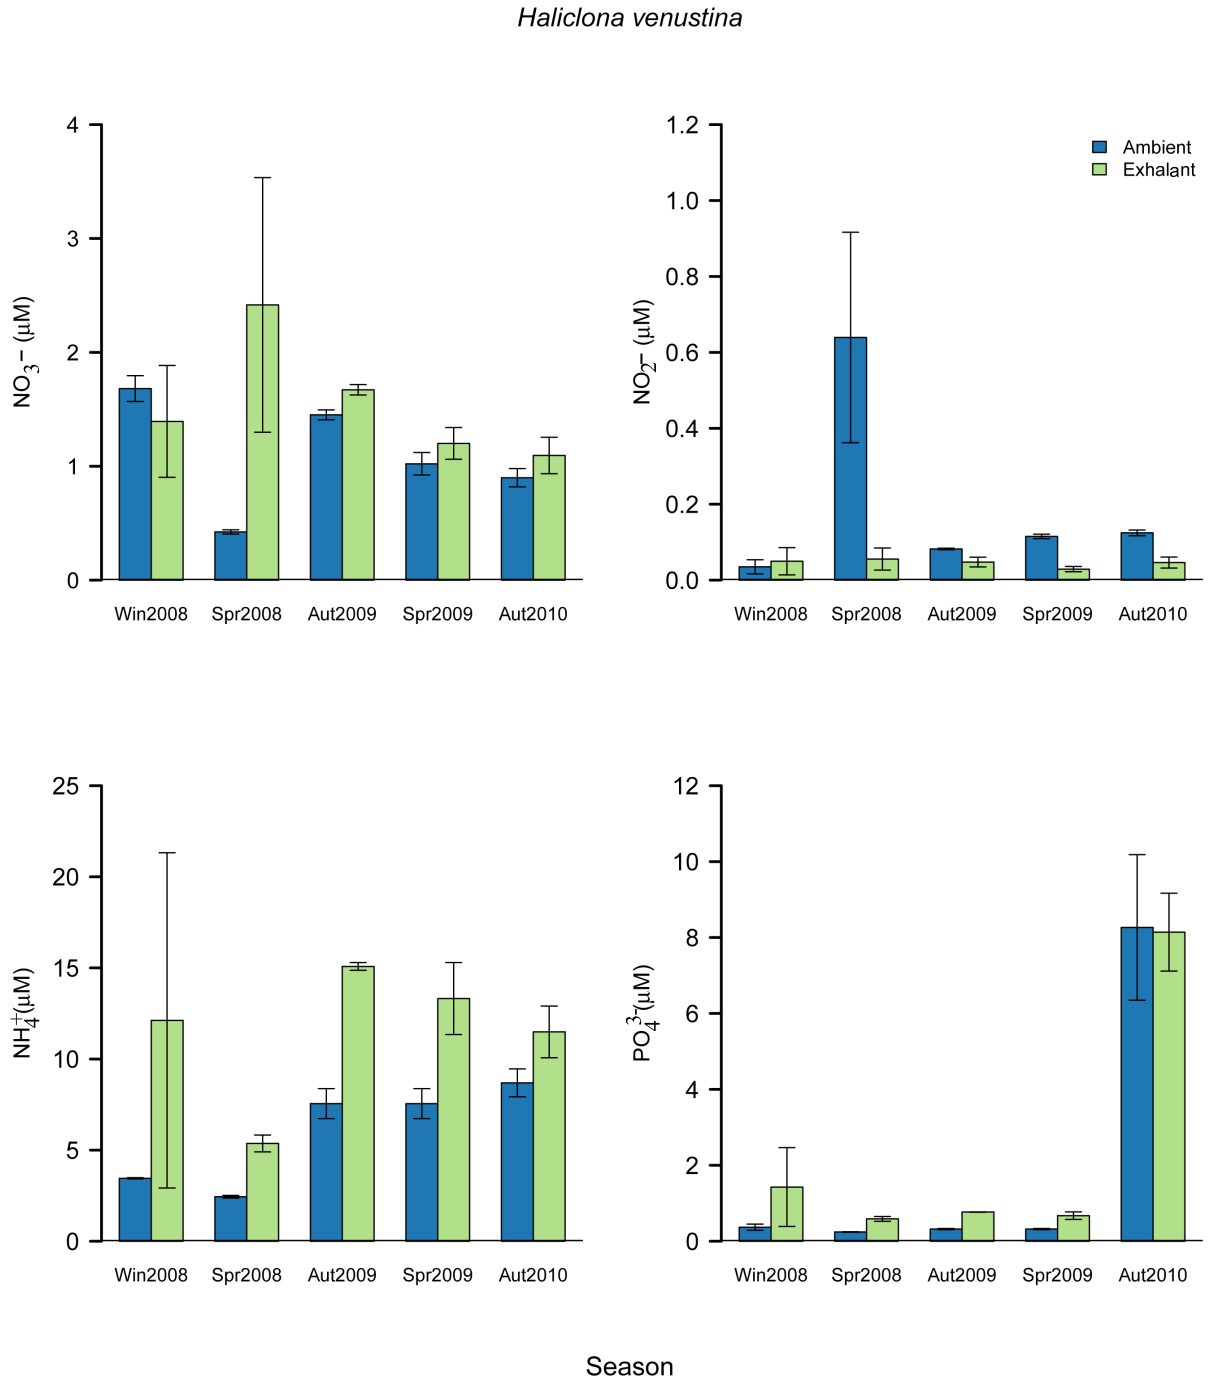 Haliclona venustina
4
3
2
1
0
NO3− (μM)
Win2008 Spr2008 Aut2009 Spr2009 Aut2010
1.2
1.0
0.8
0.6
0.4
0.2
0.0
NO2− (μM)
Ambient
Exhalant
Win2008 Spr2008 Aut2009 Spr2009 Aut2010
25
20
15
10
5
0
NH4+(μM)
Win2008 Spr2008 Aut2009 Spr2009 Aut2010
12
10
8
6
4
2
0
PO43-(μM)
Win2008 Spr2008 Aut2009 Spr2009 Aut2010
Season